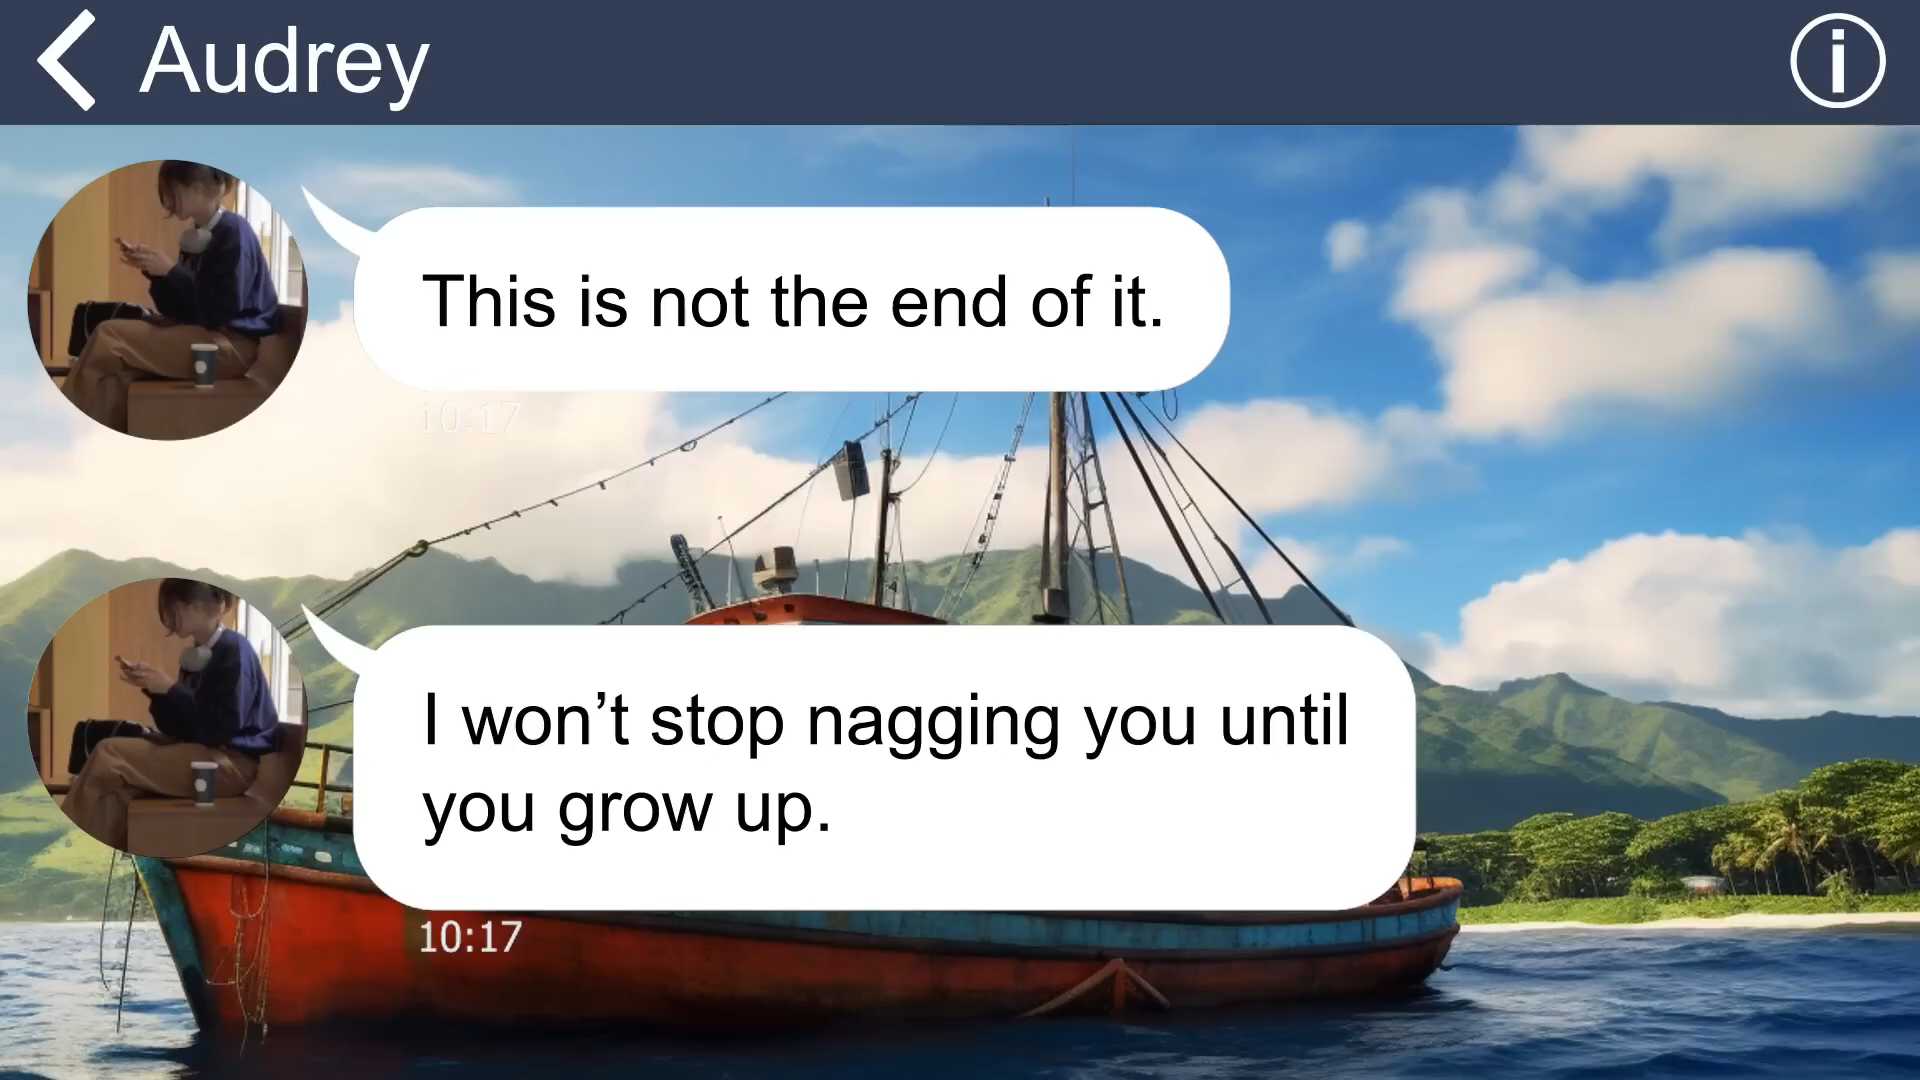 Audrey
This is not the end of it.
10:17
I won’t stop nagging you until
you grow up.
10:17